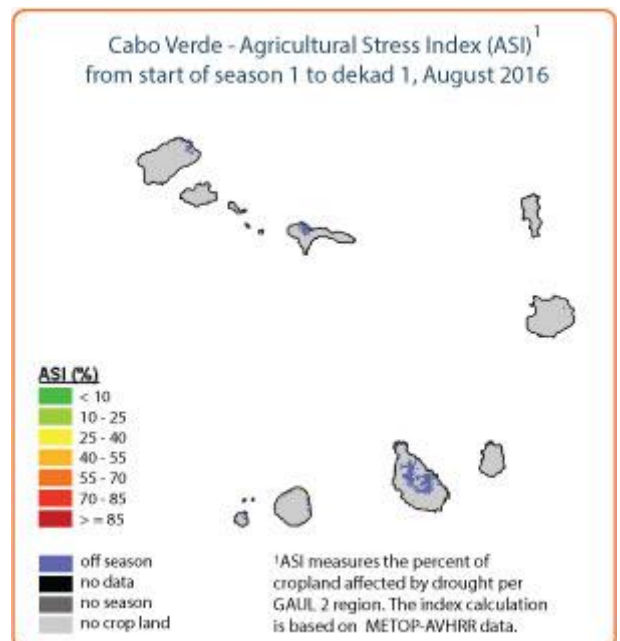 Cabo Verde - Agricultural Stress Index (ASI)¹
from start of season 1 to dekad 1, August 2016
ASI (%)
< 10
10 - 25
25 - 40
40 - 55
55 - 70
70 - 85
> = 85
off season
no data
no season
no crop land
¹ASI measures the percent of
cropland affected by drought per
GAUL 2 region. The index calculation
is based on METOP-AVHRR data.